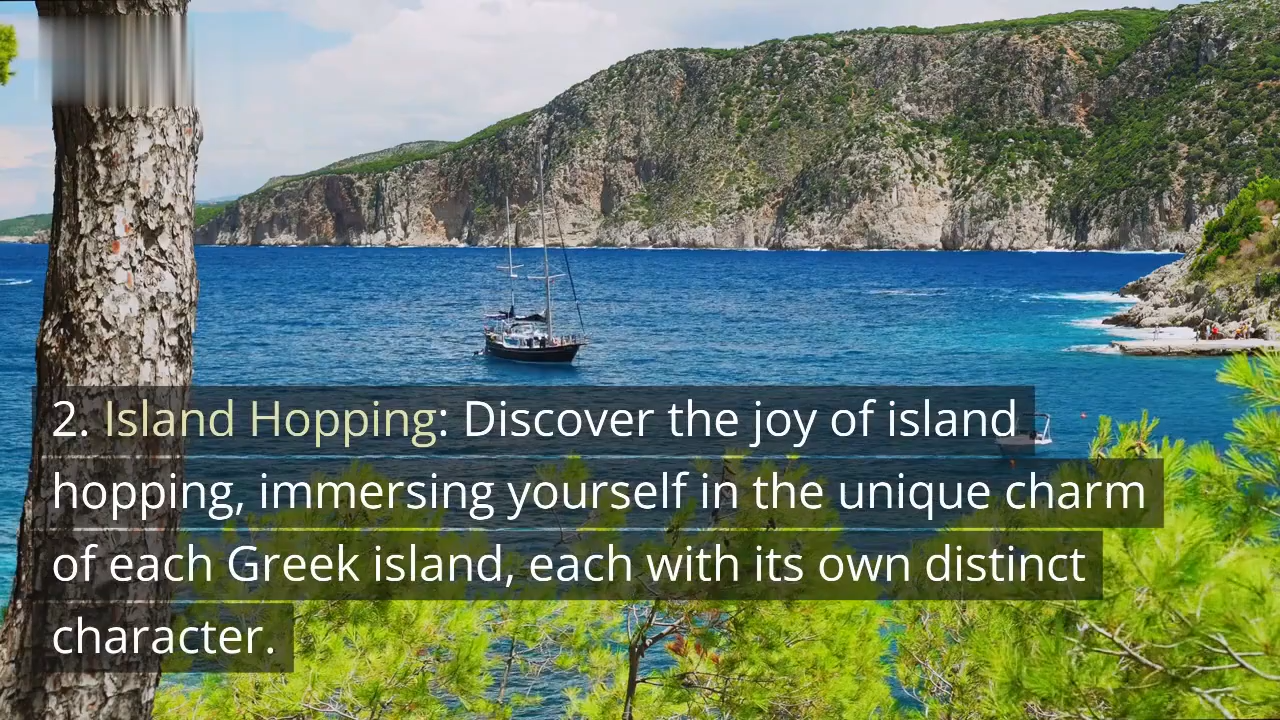 2. Island Hopping: Discover the joy of island
hopping, immersing yourself in the unique charm
of each Greek island, each with its own distinct
character.